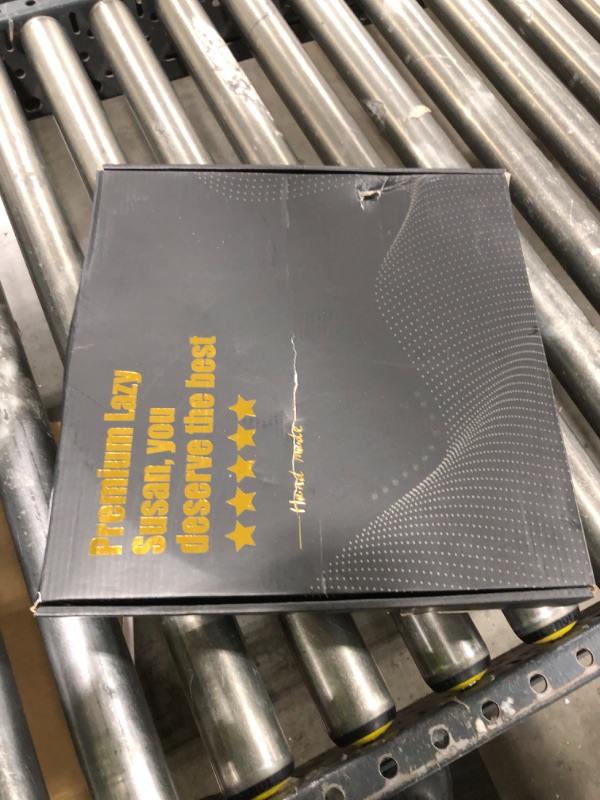 Premium Lazy
Susan, you
deserve the best
Hand made